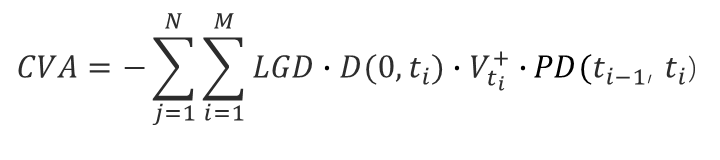 CVA = − ∑_{j=1}^{N} ∑_{i=1}^{M} LGD · D(0, t_i) · V_{t_i}^{+} · PD(t_{i−1}, t_i)